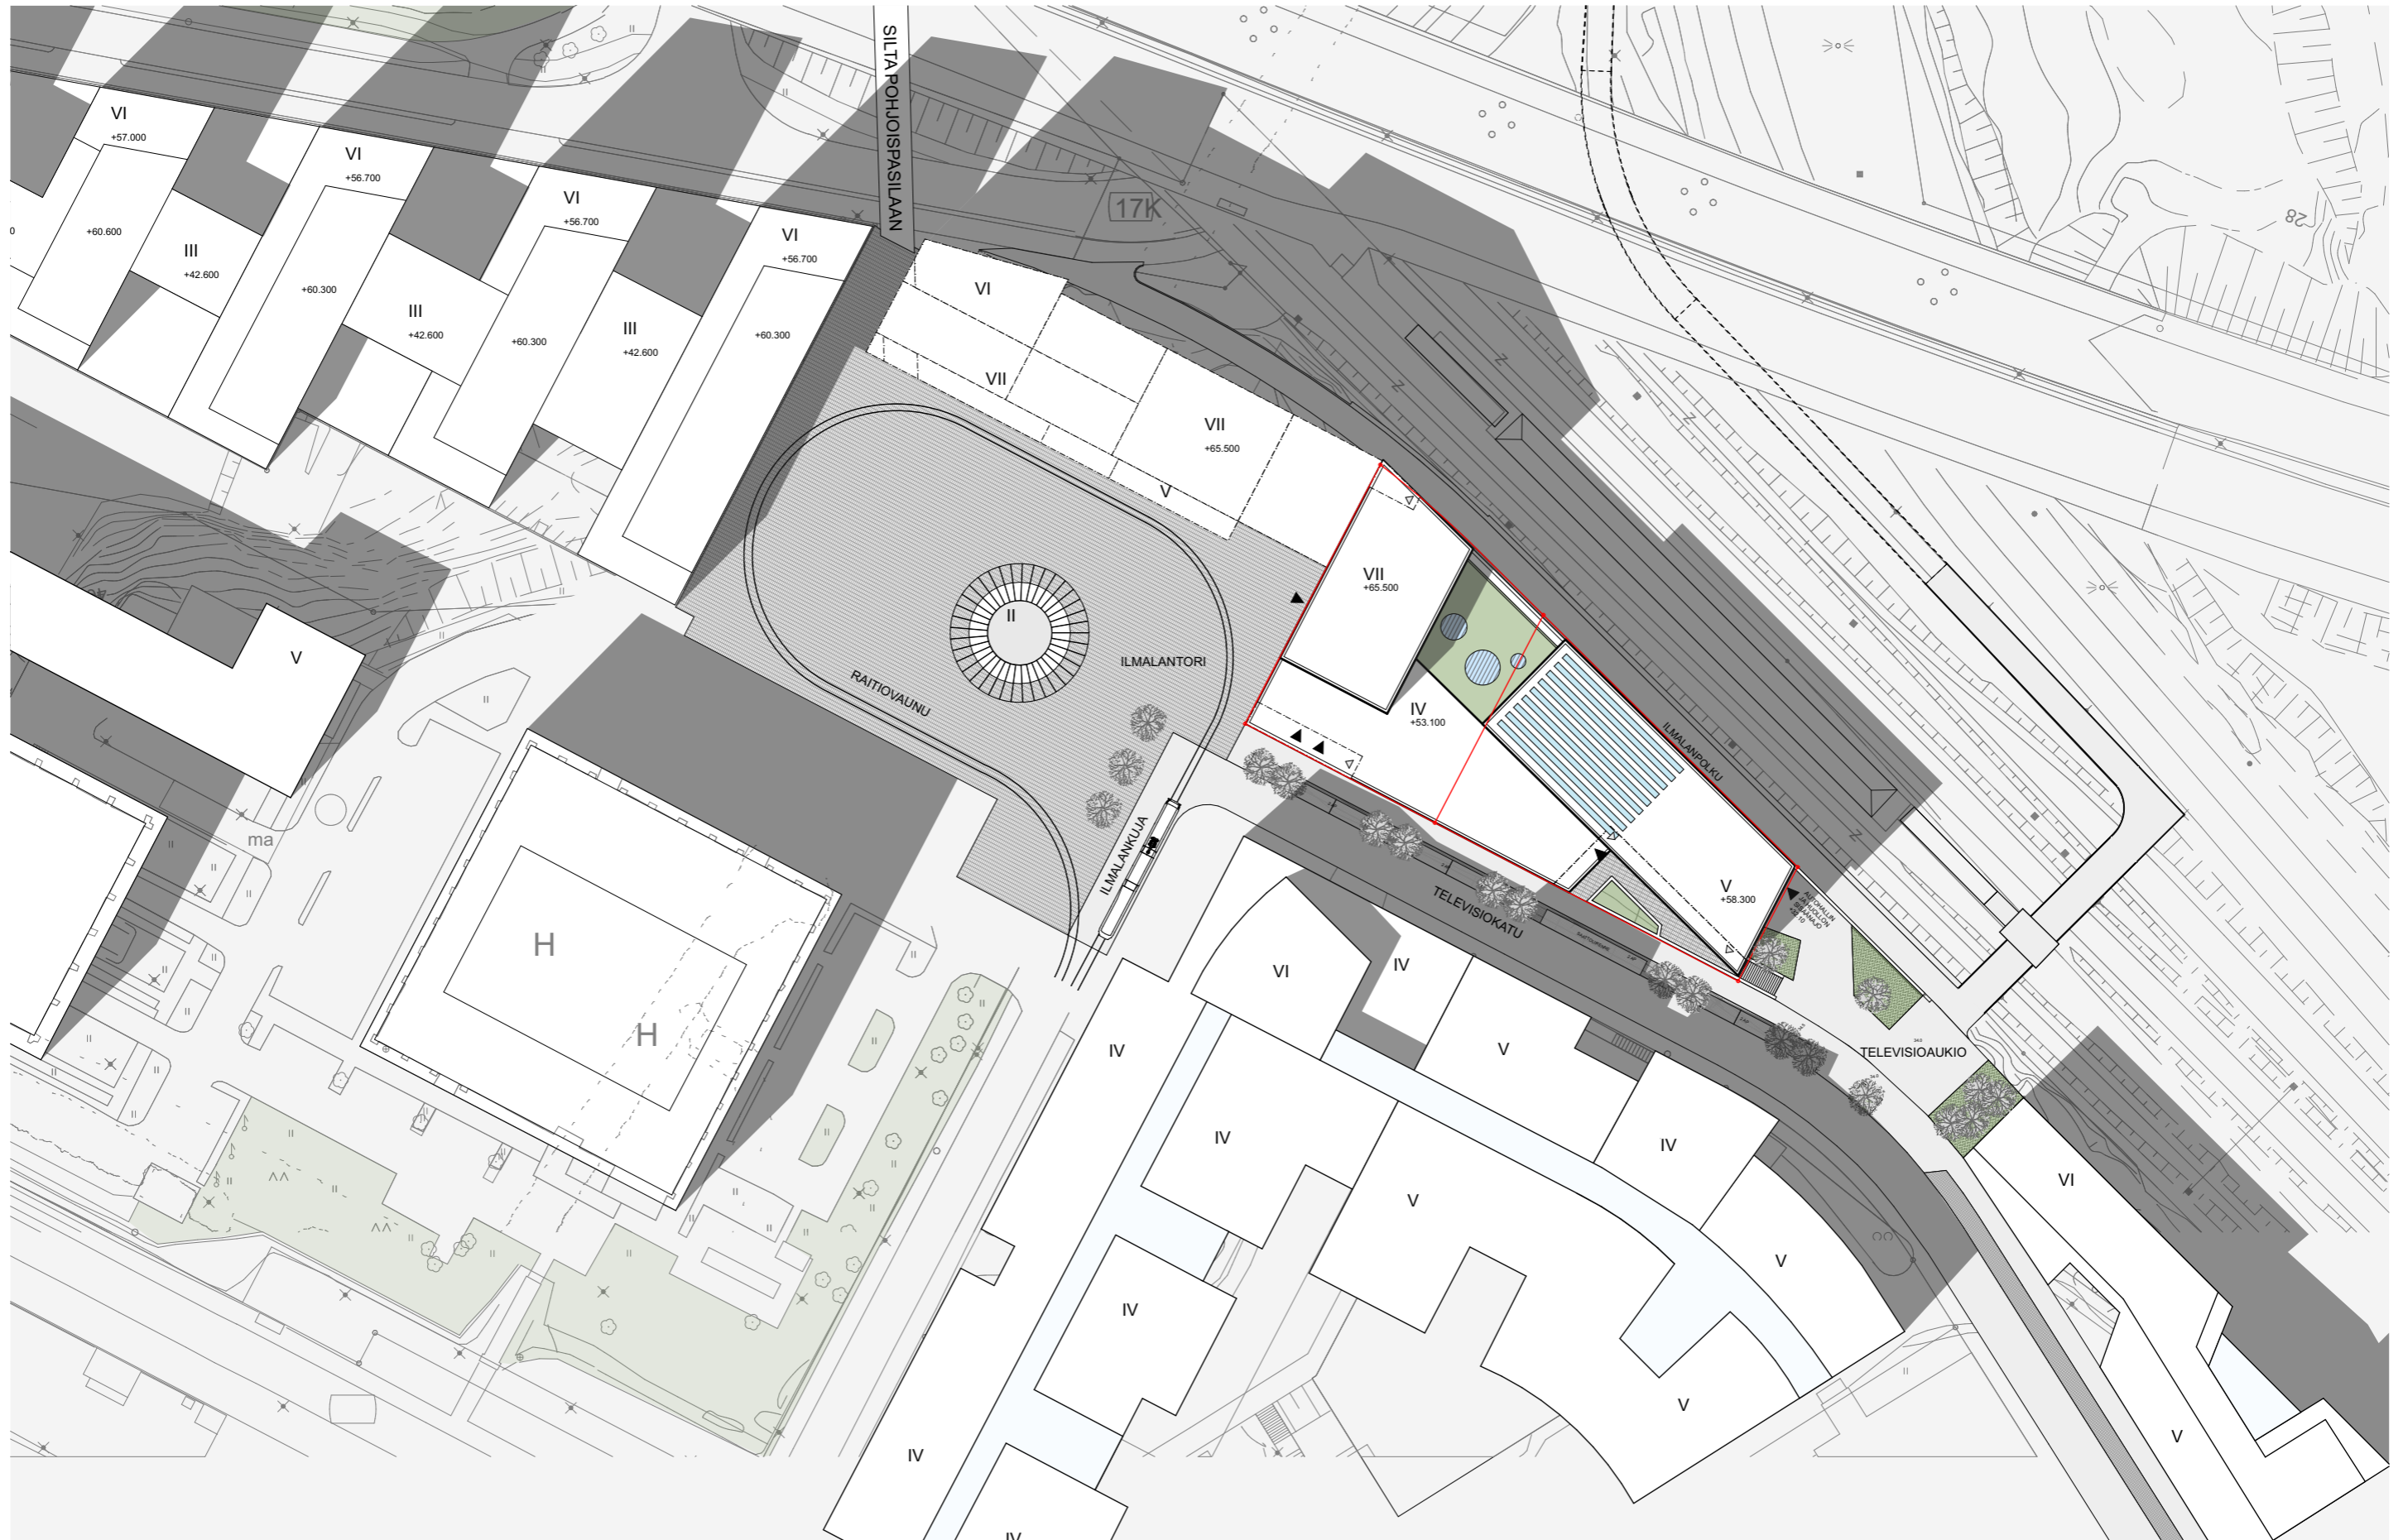 SILTA POHJOISPASILAAN
VI
+57.000
VI
+56.700
VI
+56.700
VI
+56.700
17K
28
+60.600
III
+42.600
+60.300
III
+42.600
+60.300
III
+42.600
+60.300
VI
VII
VII
+65.500
V
VII
+65.500
II
ILMALANTORI
RAITIOVAUNU
IV
+53.100
ILMALANPOLKU
V
ma
ILMALANKUJA
TELEVISIOKATU
V
+58.300
H
H
VI
IV
IV
V
TELEVISIOAUKIO
IV
IV
V
VI
V
IV
V
V
IV
IV